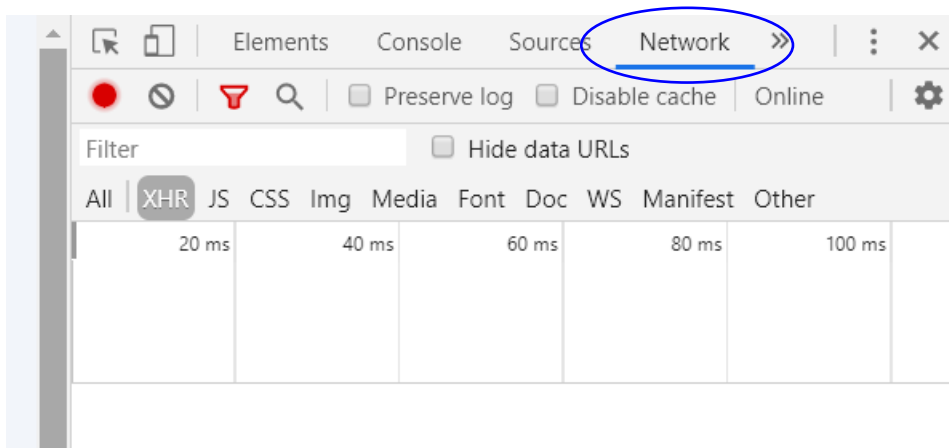 Elements Console Sources Network »
Preserve log Disable cache Online
Filter Hide data URLs
All XHR JS CSS Img Media Font Doc WS Manifest Other
20 ms 40 ms 60 ms 80 ms 100 ms